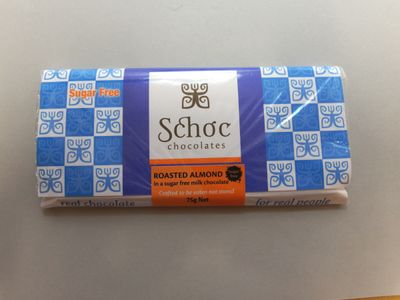 Sugar Free
Schoc
chocolates
ROASTED ALMOND
in a sugar free milk chocolate
Crafted to be eaten not stored
75g Net
real chocolate
for real people